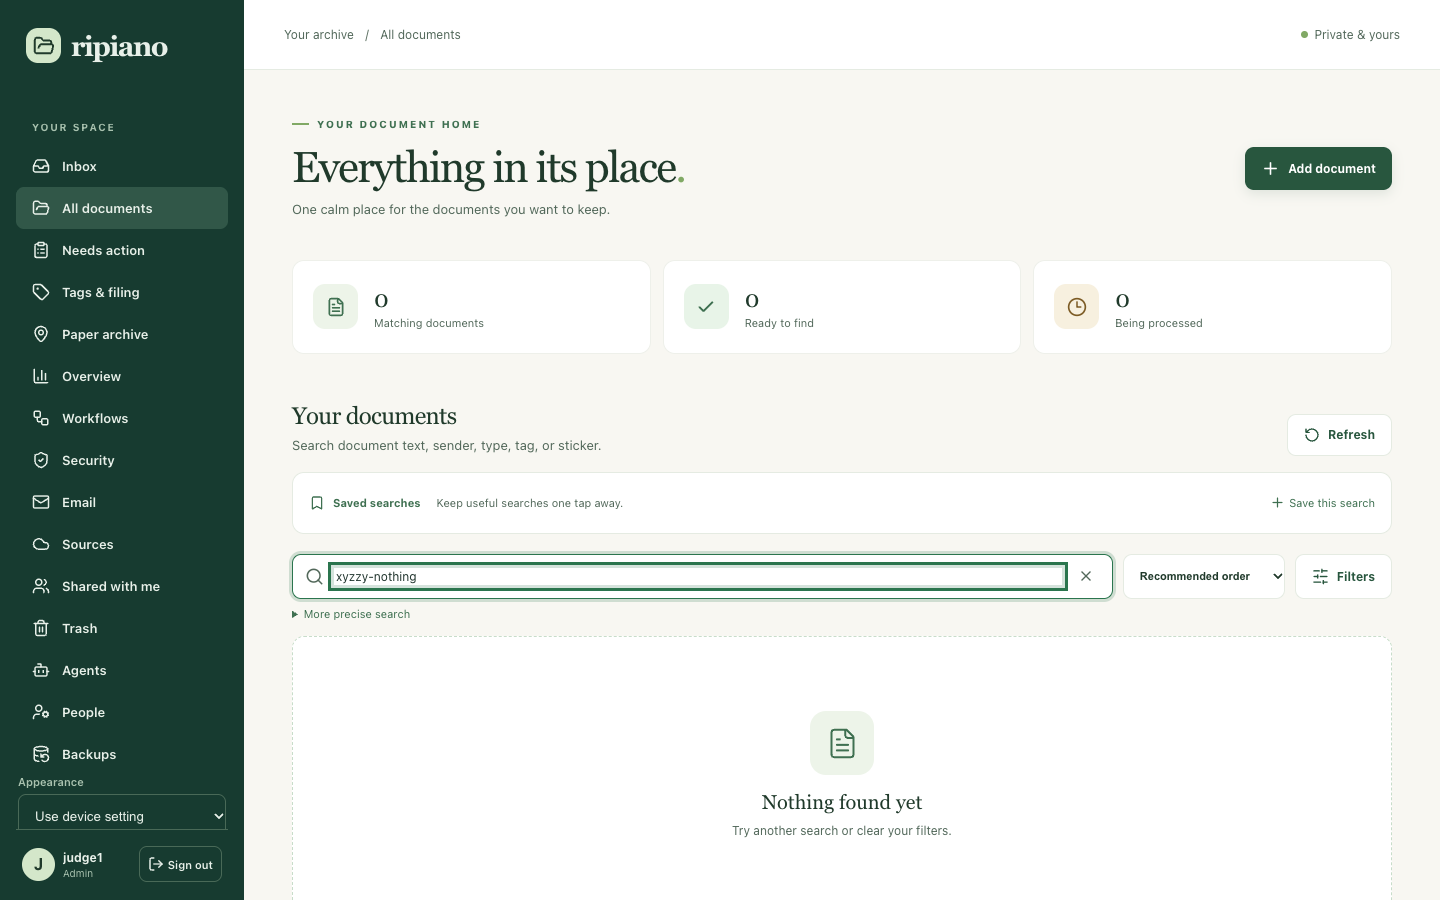 ripiano
YOUR SPACE
Inbox
All documents
Needs action
Tags & filing
Paper archive
Overview
Workflows
Security
Email
Sources
Shared with me
Trash
Agents
People
Backups
Appearance
Use device setting
J
judge1
Admin
Sign out
Your archive / All documents
Private & yours
YOUR DOCUMENT HOME
Everything in its place.
One calm place for the documents you want to keep.
Add document
0
Matching documents
0
Ready to find
0
Being processed
Your documents
Search document text, sender, type, tag, or sticker.
Refresh
Saved searches Keep useful searches one tap away.
Save this search
xyzzy-nothing
Recommended order
Filters
More precise search
Nothing found yet
Try another search or clear your filters.